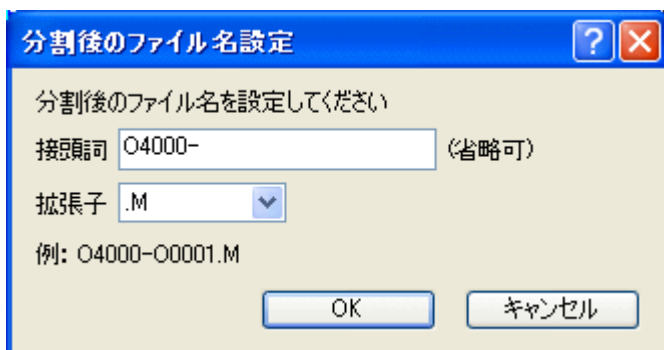 分割後のファイル名設定
分割後のファイル名を設定してください
接頭詞 O4000- (省略可)
拡張子 .M
例: O4000-O0001.M
OK キャンセル